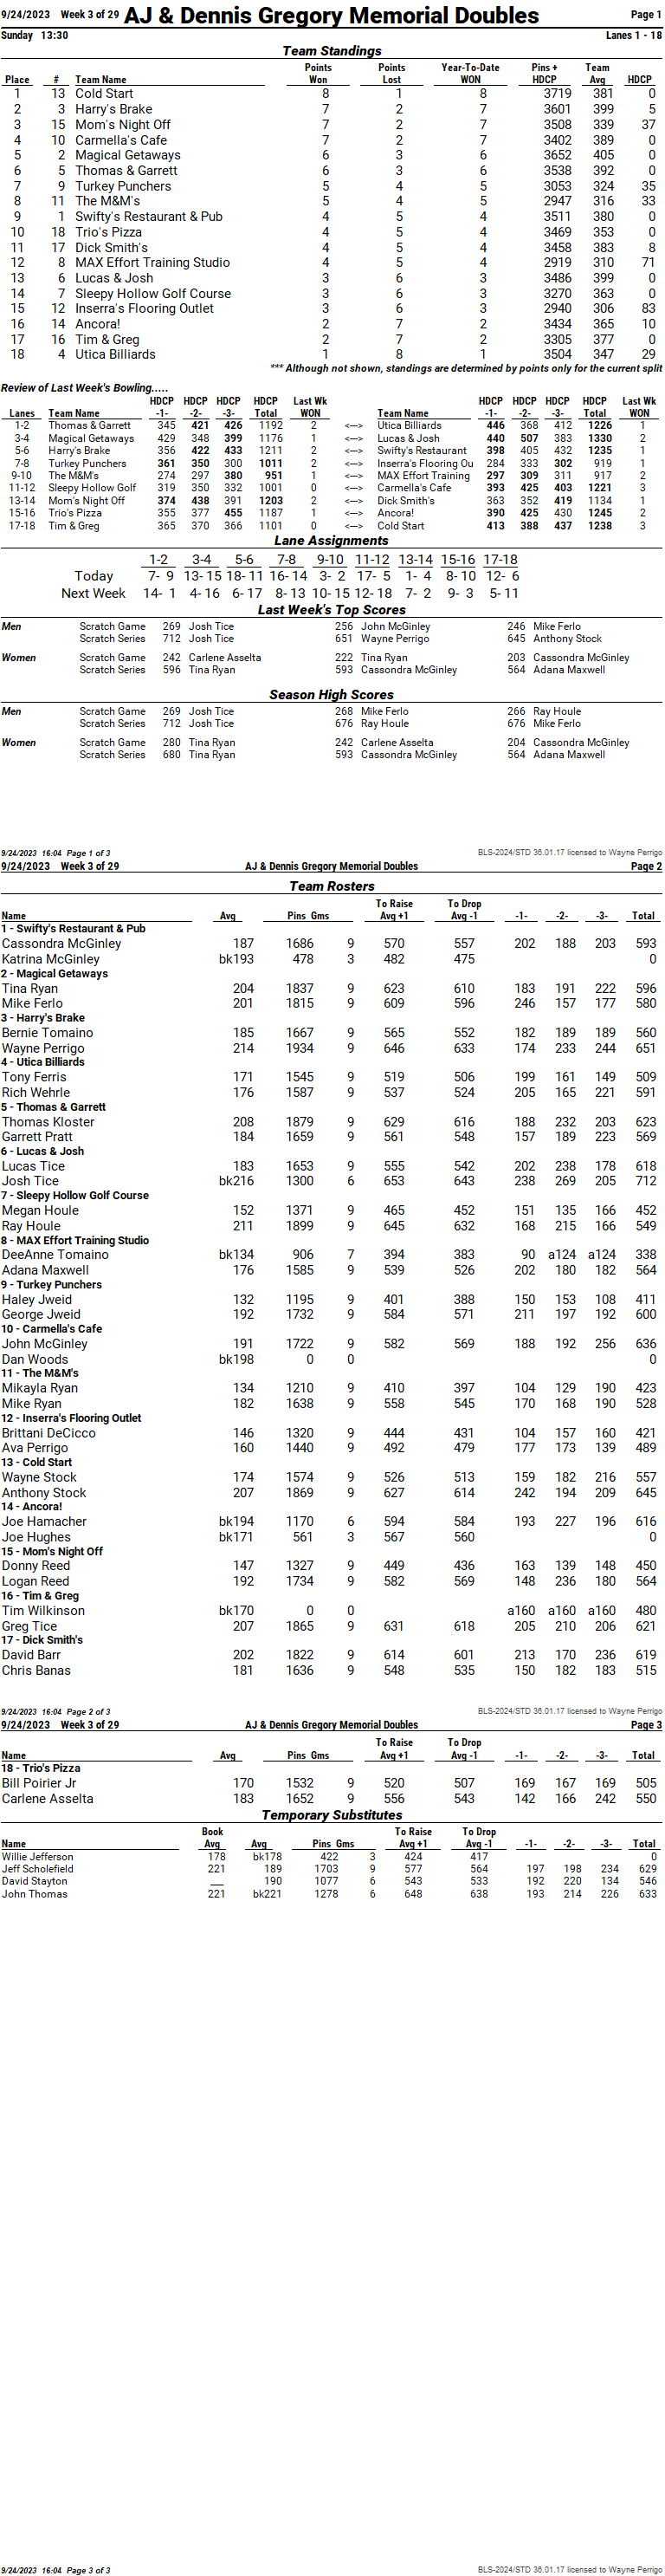 9/24/2023 Week 3 of 29 AJ & Dennis Gregory Memorial Doubles Page 1
Sunday 13:30 Lanes 1 - 18
Team Standings
Points Points Year-To-Date Pins + Team
Place # Team Name Won Lost WON HDCP Avg HDCP
1 13 Cold Start 8 1 8 3719 381 0
2 3 Harry's Brake 7 2 7 3601 399 5
3 15 Mom's Night Off 7 2 7 3508 339 37
4 10 Carmella's Cafe 7 2 7 3402 389 0
5 2 Magical Getaways 6 3 6 3652 405 0
6 5 Thomas & Garrett 6 3 6 3538 392 0
7 9 Turkey Punchers 5 4 5 3053 324 35
8 11 The M&M's 5 4 5 2947 316 33
9 1 Swifty's Restaurant & Pub 4 5 4 3511 380 0
10 18 Trio's Pizza 4 5 4 3469 353 0
11 17 Dick Smith's 4 5 4 3458 383 8
12 8 MAX Effort Training Studio 4 5 4 2919 310 71
13 6 Lucas & Josh 3 6 3 3486 399 0
14 7 Sleepy Hollow Golf Course 3 6 3 3270 363 0
15 12 Inserra's Flooring Outlet 3 6 3 2940 306 83
16 14 Ancora! 2 7 2 3434 365 10
17 16 Tim & Greg 2 7 2 3305 377 0
18 4 Utica Billiards 1 8 1 3504 347 29
*** Although not shown, standings are determined by points only for the current split
Review of Last Week's Bowling.....
HDCP HDCP HDCP HDCP Last Wk HDCP HDCP HDCP HDCP Last Wk
Lanes Team Name -1- -2- -3- Total WON Team Name -1- -2- -3- Total WON
1-2 Thomas & Garrett 345 421 426 1192 2 <---> Utica Billiards 446 368 412 1226 1
3-4 Magical Getaways 429 348 399 1176 1 <---> Lucas & Josh 440 507 383 1330 2
5-6 Harry's Brake 356 422 433 1211 2 <---> Swifty's Restaurant 398 405 432 1235 1
7-8 Turkey Punchers 361 350 300 1011 2 <---> Inserra's Flooring Ou 284 333 302 919 1
9-10 The M&M's 274 297 380 951 1 <---> MAX Effort Training 297 309 311 917 2
11-12 Sleepy Hollow Golf 319 350 332 1001 0 <---> Carmella's Cafe 393 425 403 1221 3
13-14 Mom's Night Off 374 438 391 1203 2 <---> Dick Smith's 363 352 419 1134 1
15-16 Trio's Pizza 355 377 455 1187 1 <---> Ancora! 390 425 430 1245 2
17-18 Tim & Greg 365 370 366 1101 0 <---> Cold Start 413 388 437 1238 3
Lane Assignments
1-2 3-4 5-6 7-8 9-10 11-12 13-14 15-16 17-18
Today 7- 9 13- 15 18- 11 16- 14 3- 2 17- 5 1- 4 8- 10 12- 6
Next Week 14- 1 4- 16 6- 17 8- 13 10- 15 12- 18 7- 2 9- 3 5- 11
Last Week's Top Scores
Men Scratch Game 269 Josh Tice 256 John McGinley 246 Mike Ferlo
Scratch Series 712 Josh Tice 651 Wayne Perrigo 645 Anthony Stock
Women Scratch Game 242 Carlene Asselta 222 Tina Ryan 203 Cassondra McGinley
Scratch Series 596 Tina Ryan 593 Cassondra McGinley 564 Adana Maxwell
Season High Scores
Men Scratch Game 269 Josh Tice 268 Mike Ferlo 266 Ray Houle
Scratch Series 712 Josh Tice 676 Ray Houle 676 Mike Ferlo
Women Scratch Game 280 Tina Ryan 242 Carlene Asselta 204 Cassondra McGinley
Scratch Series 680 Tina Ryan 593 Cassondra McGinley 564 Adana Maxwell
9/24/2023 16:04 Page 1 of 3 BLS-2024/STD 36.01.17 licensed to Wayne Perrigo
9/24/2023 Week 3 of 29 AJ & Dennis Gregory Memorial Doubles Page 2
Team Rosters
To Raise To Drop
Name Avg Pins Gms Avg +1 Avg -1 -1- -2- -3- Total
1 - Swifty's Restaurant & Pub
Cassondra McGinley 187 1686 9 570 557 202 188 203 593
Katrina McGinley bk193 478 3 482 475 0
2 - Magical Getaways
Tina Ryan 204 1837 9 623 610 183 191 222 596
Mike Ferlo 201 1815 9 609 596 246 157 177 580
3 - Harry's Brake
Bernie Tomaino 185 1667 9 565 552 182 189 189 560
Wayne Perrigo 214 1934 9 646 633 174 233 244 651
4 - Utica Billiards
Tony Ferris 171 1545 9 519 506 199 161 149 509
Rich Wehrle 176 1587 9 537 524 205 165 221 591
5 - Thomas & Garrett
Thomas Kloster 208 1879 9 629 616 188 232 203 623
Garrett Pratt 184 1659 9 561 548 157 189 223 569
6 - Lucas & Josh
Lucas Tice 183 1653 9 555 542 202 238 178 618
Josh Tice bk216 1300 6 653 643 238 269 205 712
7 - Sleepy Hollow Golf Course
Megan Houle 152 1371 9 465 452 151 135 166 452
Ray Houle 211 1899 9 645 632 168 215 166 549
8 - MAX Effort Training Studio
DeeAnne Tomaino bk134 906 7 394 383 90 a124 a124 338
Adana Maxwell 176 1585 9 539 526 202 180 182 564
9 - Turkey Punchers
Haley Jweid 132 1195 9 401 388 150 153 108 411
George Jweid 192 1732 9 584 571 211 197 192 600
10 - Carmella's Cafe
John McGinley 191 1722 9 582 569 188 192 256 636
Dan Woods bk198 0 0 0
11 - The M&M's
Mikayla Ryan 134 1210 9 410 397 104 129 190 423
Mike Ryan 182 1638 9 558 545 170 168 190 528
12 - Inserra's Flooring Outlet
Brittani DeCicco 146 1320 9 444 431 104 157 160 421
Ava Perrigo 160 1440 9 492 479 177 173 139 489
13 - Cold Start
Wayne Stock 174 1574 9 526 513 159 182 216 557
Anthony Stock 207 1869 9 627 614 242 194 209 645
14 - Ancora!
Joe Hamacher bk194 1170 6 594 584 193 227 196 616
Joe Hughes bk171 561 3 567 560 0
15 - Mom's Night Off
Donny Reed 147 1327 9 449 436 163 139 148 450
Logan Reed 192 1734 9 582 569 148 236 180 564
16 - Tim & Greg
Tim Wilkinson bk170 0 0 a160 a160 a160 480
Greg Tice 207 1865 9 631 618 205 210 206 621
17 - Dick Smith's
David Barr 202 1822 9 614 601 213 170 236 619
Chris Banas 181 1636 9 548 535 150 182 183 515
9/24/2023 16:04 Page 2 of 3 BLS-2024/STD 36.01.17 licensed to Wayne Perrigo
9/24/2023 Week 3 of 29 AJ & Dennis Gregory Memorial Doubles Page 3
To Raise To Drop
Name Avg Pins Gms Avg +1 Avg -1 -1- -2- -3- Total
18 - Trio's Pizza
Bill Poirier Jr 170 1532 9 520 507 169 167 169 505
Carlene Asselta 183 1652 9 556 543 142 166 242 550
Temporary Substitutes
Book To Raise To Drop
Name Avg Avg Pins Gms Avg +1 Avg -1 -1- -2- -3- Total
Willie Jefferson 178 bk178 422 3 424 417 0
Jeff Scholefield 221 189 1703 9 577 564 197 198 234 629
David Stayton ___ 190 1077 6 543 533 192 220 134 546
John Thomas 221 bk221 1278 6 648 638 193 214 226 633
9/24/2023 16:04 Page 3 of 3 BLS-2024/STD 36.01.17 licensed to Wayne Perrigo